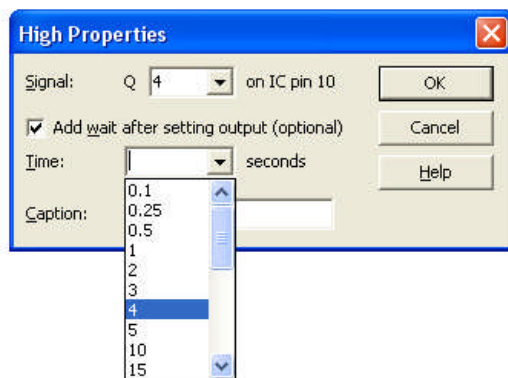 High Properties
Signal: Q 4 on IC pin 10
OK
Add wait after setting output (optional)
Cancel
Time: seconds
Help
0.1
0.25
0.5
1
2
3
4
5
10
15
Caption: